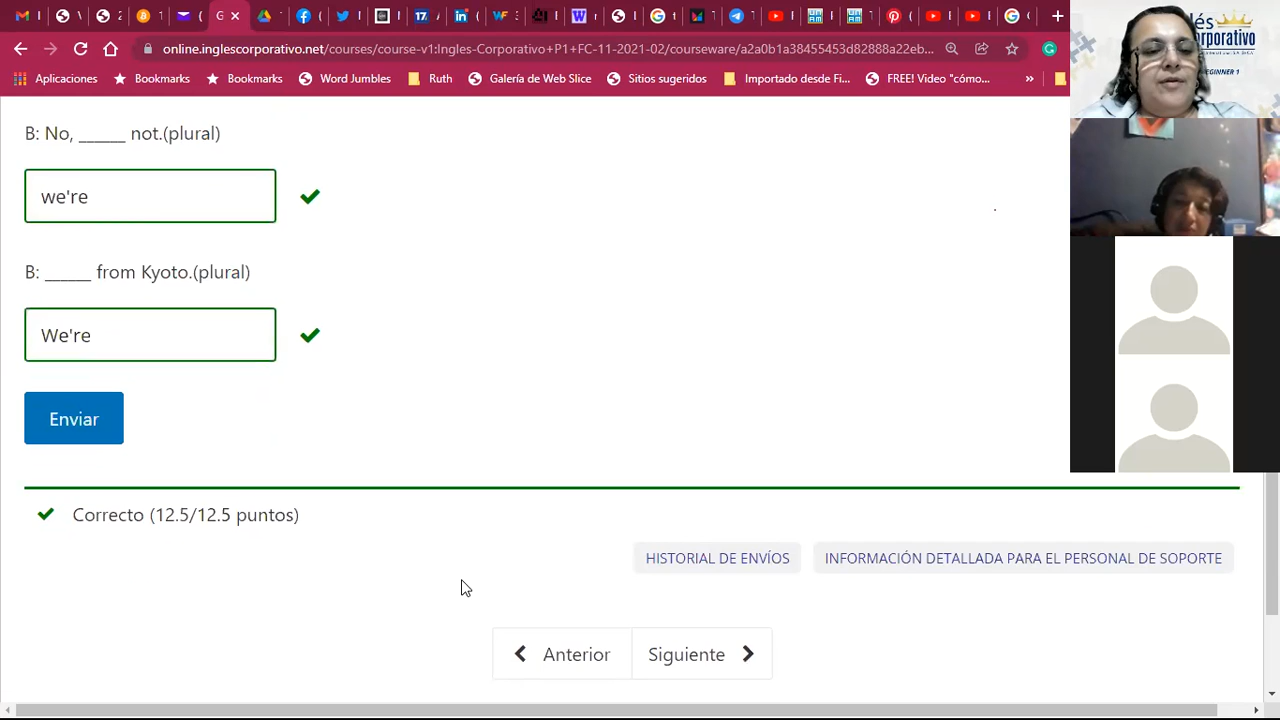 online.inglescorporativo.net/courses/course-v1:Ingles-Corporativo+P1+FC-11-2021-02/courseware/a2a0b1a38455453d82888a22eb...
Aplicaciones Bookmarks Bookmarks Word Jumbles Ruth Galería de Web Slice Sitios sugeridos Importado desde Fi... FREE! Video "cómo... »
B: No, ______ not.(plural)
we're
B: ______ from Kyoto.(plural)
We're
Enviar
Correcto (12.5/12.5 puntos)
HISTORIAL DE ENVÍOS INFORMACIÓN DETALLADA PARA EL PERSONAL DE SOPORTE
Anterior Siguiente